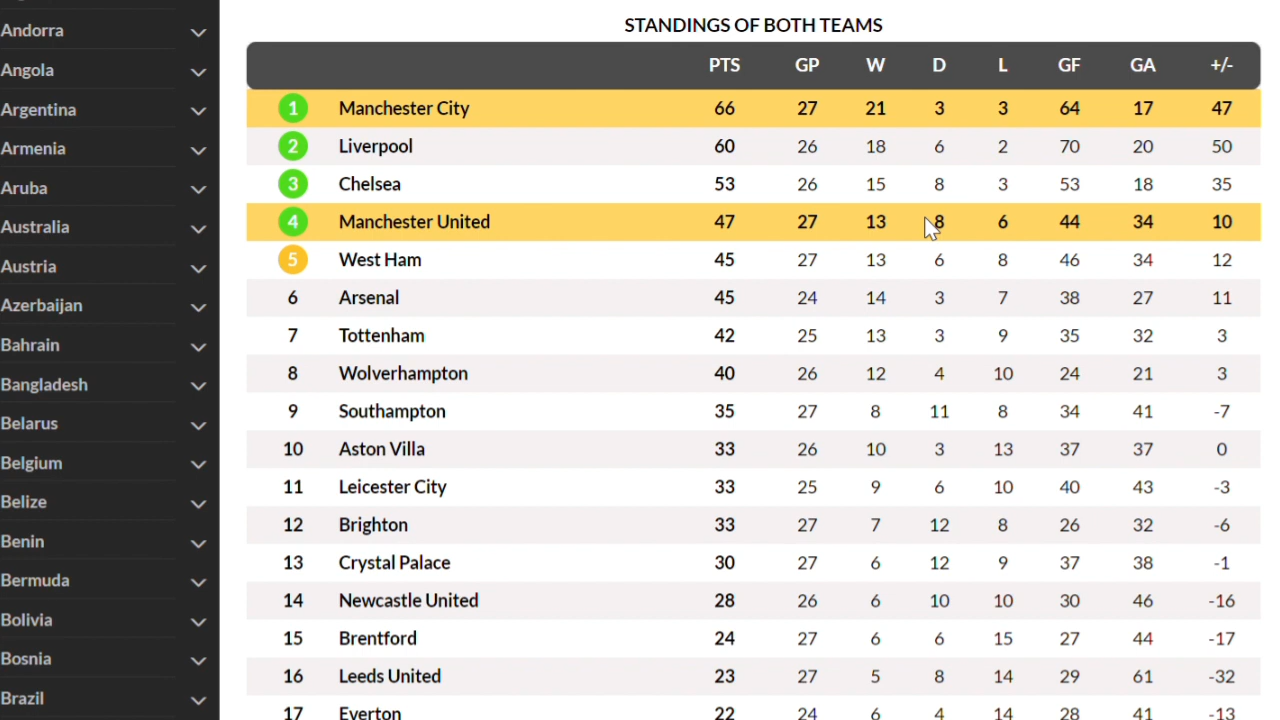 STANDINGS OF BOTH TEAMS
PTS GP W D L GF GA +/-
1 Manchester City 66 27 21 3 3 64 17 47
2 Liverpool 60 26 18 6 2 70 20 50
3 Chelsea 53 26 15 8 3 53 18 35
4 Manchester United 47 27 13 8 6 44 34 10
5 West Ham 45 27 13 6 8 46 34 12
6 Arsenal 45 24 14 3 7 38 27 11
7 Tottenham 42 25 13 3 9 35 32 3
8 Wolverhampton 40 26 12 4 10 24 21 3
9 Southampton 35 27 8 11 8 34 41 -7
10 Aston Villa 33 26 10 3 13 37 37 0
11 Leicester City 33 25 9 6 10 40 43 -3
12 Brighton 33 27 7 12 8 26 32 -6
13 Crystal Palace 30 27 6 12 9 37 38 -1
14 Newcastle United 28 26 6 10 10 30 46 -16
15 Brentford 24 27 6 6 15 27 44 -17
16 Leeds United 23 27 5 8 14 29 61 -32
17 Everton 22 24 6 4 14 28 41 -13
Andorra
Angola
Argentina
Armenia
Aruba
Australia
Austria
Azerbaijan
Bahrain
Bangladesh
Belarus
Belgium
Belize
Benin
Bermuda
Bolivia
Bosnia
Brazil